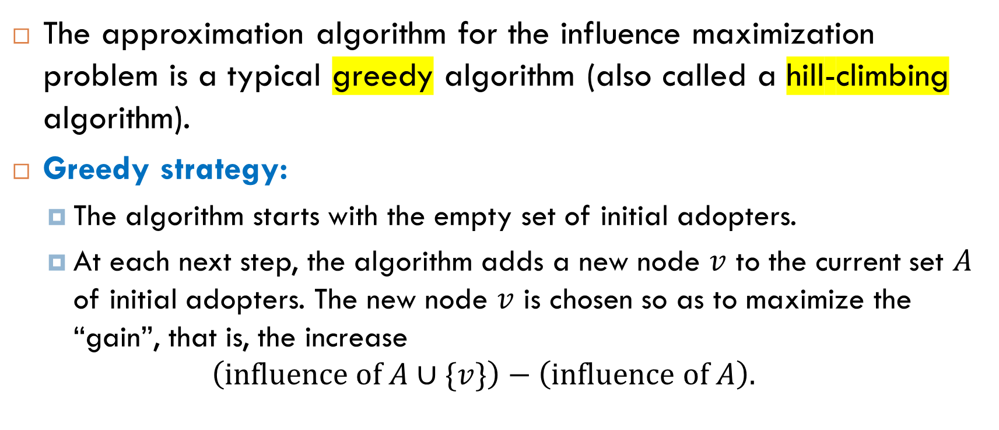 The approximation algorithm for the influence maximization
problem is a typical greedy algorithm (also called a hill-climbing
algorithm).
Greedy strategy:
The algorithm starts with the empty set of initial adopters.
At each next step, the algorithm adds a new node 𝑣 to the current set 𝐴
of initial adopters. The new node 𝑣 is chosen so as to maximize the
“gain”, that is, the increase
(influence of 𝐴 ∪ {𝑣}) − (influence of 𝐴).